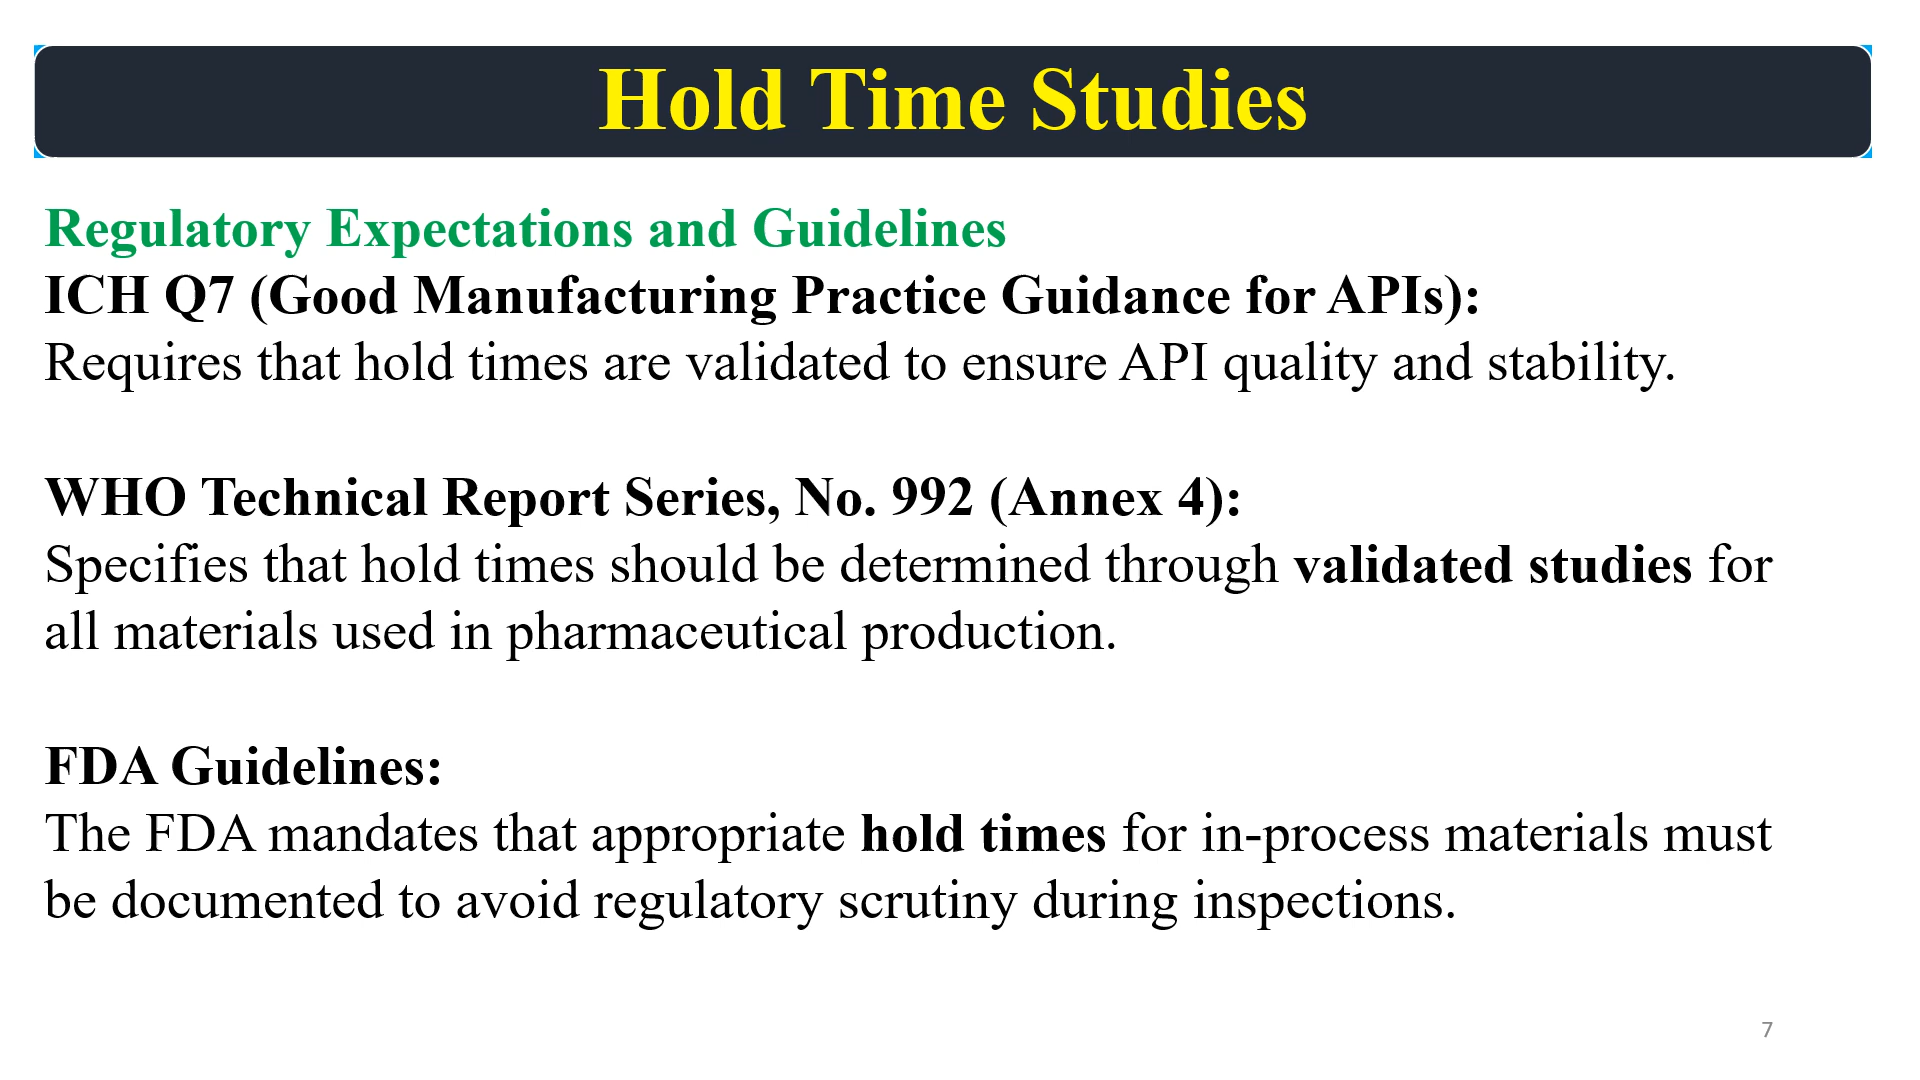 Hold Time Studies
Regulatory Expectations and Guidelines
ICH Q7 (Good Manufacturing Practice Guidance for APIs):
Requires that hold times are validated to ensure API quality and stability.
WHO Technical Report Series, No. 992 (Annex 4):
Specifies that hold times should be determined through validated studies for
all materials used in pharmaceutical production.
FDA Guidelines:
The FDA mandates that appropriate hold times for in-process materials must
be documented to avoid regulatory scrutiny during inspections.
7